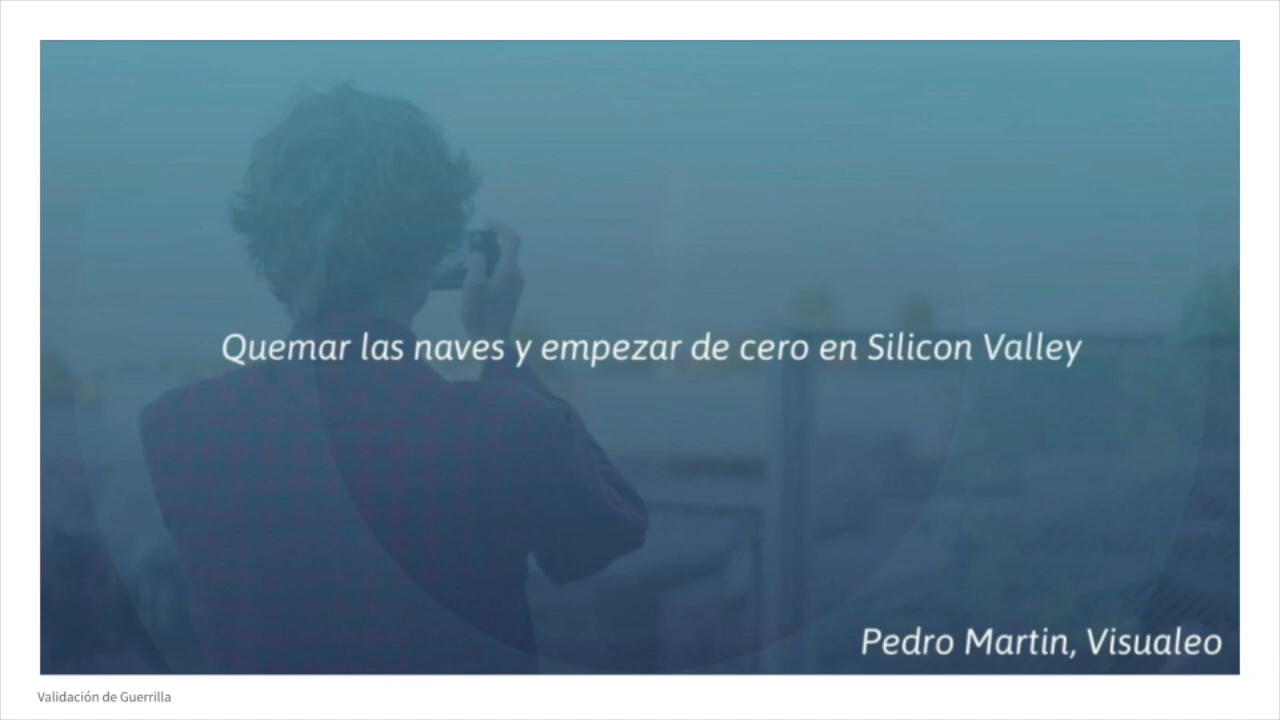 Quemar las naves y empezar de cero en Silicon Valley
Pedro Martin, Visualeo
Validación de Guerrilla